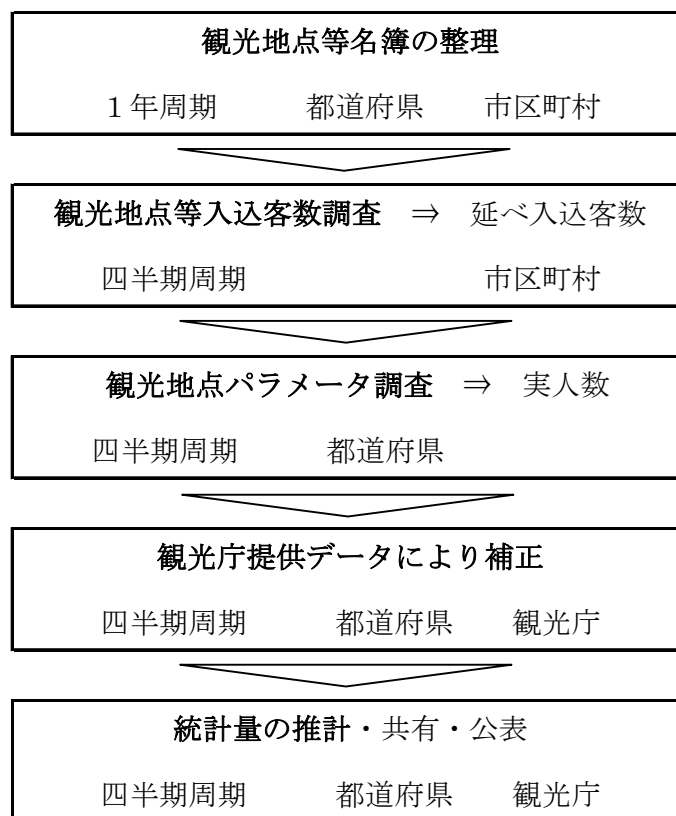 観光地点等名簿の整理
1年周期 都道府県 市区町村
観光地点等入込客数調査 ⇒ 延べ入込客数
四半期周期 市区町村
観光地点パラメータ調査 ⇒ 実人数
四半期周期 都道府県
観光庁提供データにより補正
四半期周期 都道府県 観光庁
統計量の推計・共有・公表
四半期周期 都道府県 観光庁